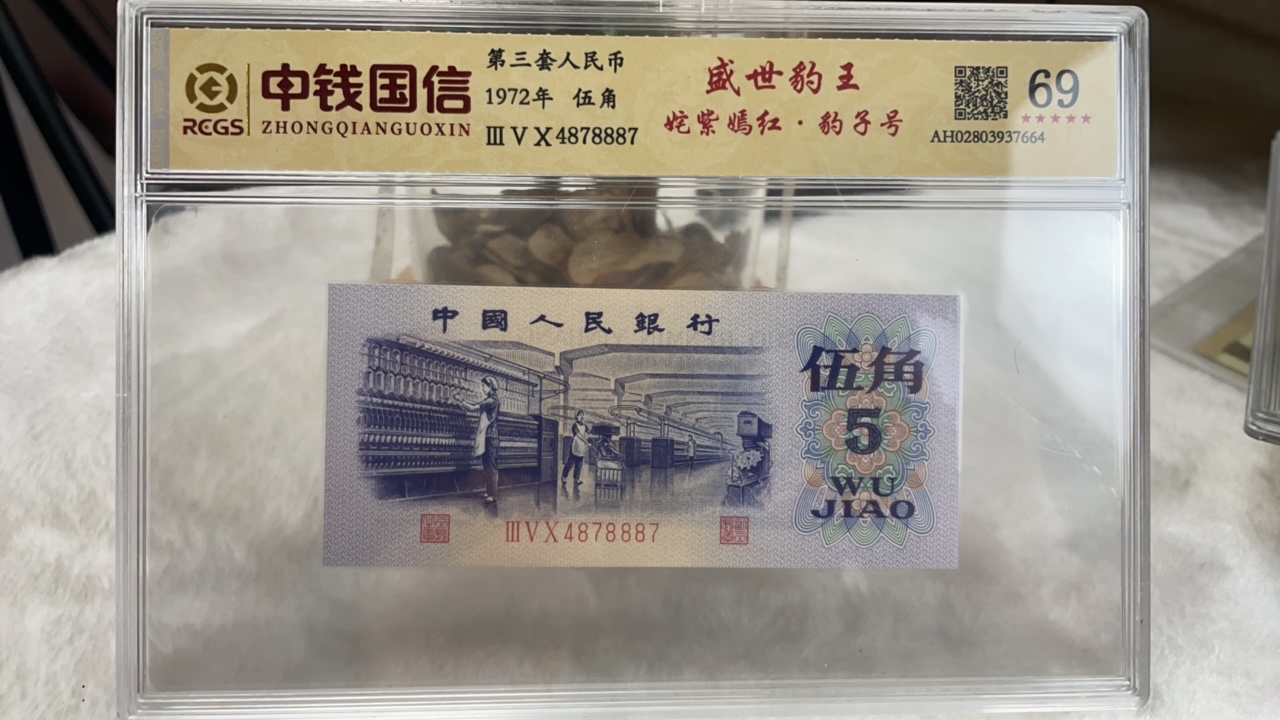 RCGS
中钱国信
ZHONGQIANGUOXIN
第三套人民币
1972年 伍角
ⅢⅤⅩ4878887
盛世豹王
姹紫嫣红·豹子号
69
★★★★★
AH02803937664
中國人民銀行
伍角
5
WU
JIAO
ⅢⅤⅩ4878887